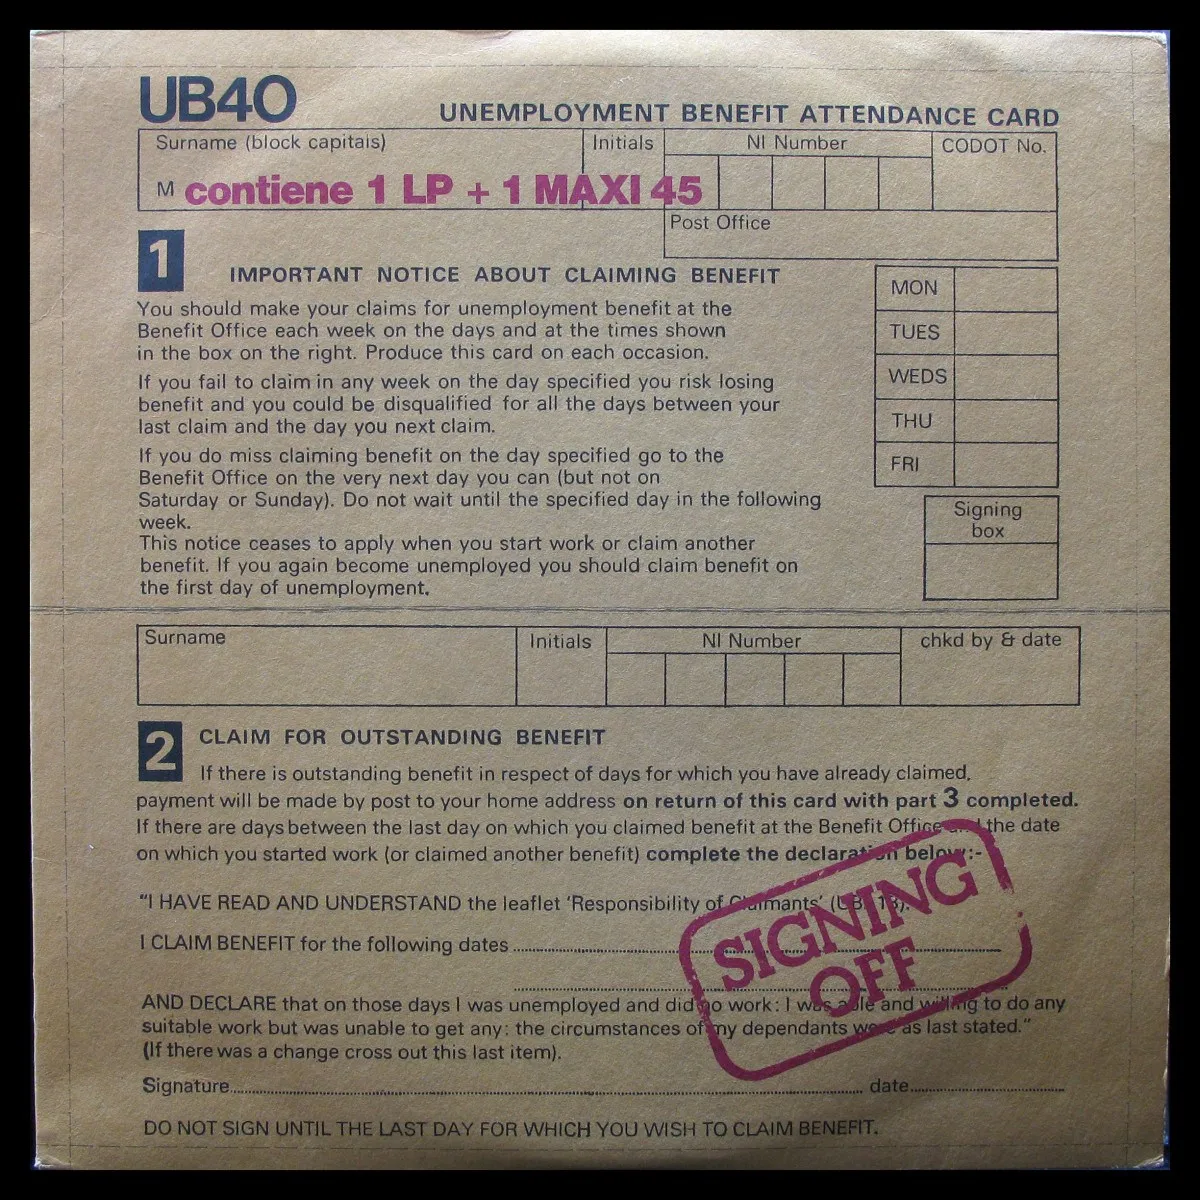 UB40
UNEMPLOYMENT BENEFIT ATTENDANCE CARD
Surname (block capitals)
Initials
NI Number
CODOT No.
M contiene 1 LP + 1 MAXI 45
Post Office
1
IMPORTANT NOTICE ABOUT CLAIMING BENEFIT
You should make your claims for unemployment benefit at the
Benefit Office each week on the days and at the times shown
in the box on the right. Produce this card on each occasion.
If you fail to claim in any week on the day specified you risk losing
benefit and you could be disqualified for all the days between your
last claim and the day you next claim.
If you do miss claiming benefit on the day specified go to the
Benefit Office on the very next day you can (but not on
Saturday or Sunday). Do not wait until the specified day in the following
week.
This notice ceases to apply when you start work or claim another
benefit. If you again become unemployed you should claim benefit on
the first day of unemployment.
MON
TUES
WEDS
THU
FRI
Signing
box
Surname
Initials
NI Number
chkd by & date
2
CLAIM FOR OUTSTANDING BENEFIT
If there is outstanding benefit in respect of days for which you have already claimed,
payment will be made by post to your home address on return of this card with part 3 completed.
If there are days between the last day on which you claimed benefit at the Benefit Office and the date
on which you started work (or claimed another benefit) complete the declaration below:-
"I HAVE READ AND UNDERSTAND the leaflet 'Responsibility of Claimants' (UBL 18).
I CLAIM BENEFIT for the following dates
AND DECLARE that on those days I was unemployed and did no work: I was able and willing to do any
suitable work but was unable to get any: the circumstances of my dependants were as last stated."
(If there was a change cross out this last item).
Signature
date
DO NOT SIGN UNTIL THE LAST DAY FOR WHICH YOU WISH TO CLAIM BENEFIT.
SIGNING
OFF